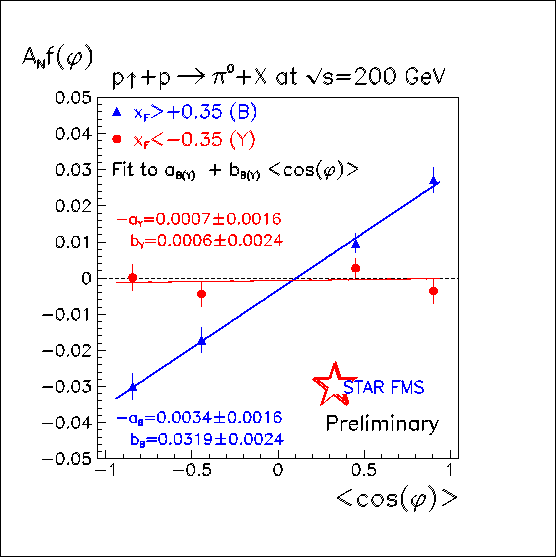 A_N f(φ)
p↑+p → π⁰+X at √s=200 GeV
0.05
▲ x_F>+0.35 (B)
0.04
● x_F<−0.35 (Y)
Fit to a_B(Y) + b_B(Y) <cos(φ)>
0.03
0.02
−a_Y=0.0007±0.0016
b_Y=0.0006±0.0024
0.01
0
−0.01
−0.02
−0.03
STAR FMS
−0.04
−a_B=0.0034±0.0016
Preliminary
b_B=0.0319±0.0024
−0.05
−1 −0.5 0 0.5 1
<cos(φ)>